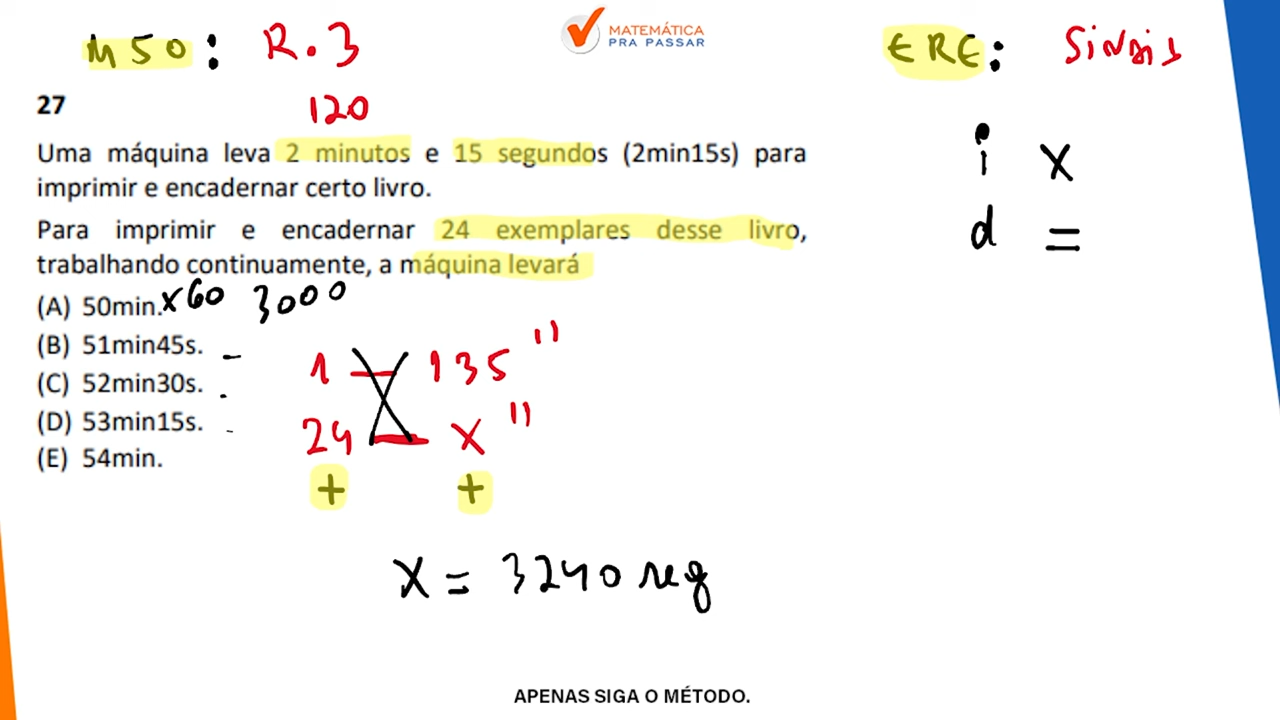 M50: R.3
MATEMÁTICA
PRA PASSAR
ERE: SiNAis
27
120
Uma máquina leva 2 minutos e 15 segundos (2min15s) para
imprimir e encadernar certo livro.
i X
Para imprimir e encadernar 24 exemplares desse livro,
d =
trabalhando continuamente, a máquina levará
(A) 50min. x60 3000
(B) 51min45s.
1 135"
(C) 52min30s.
(D) 53min15s.
24 x"
(E) 54min.
+ +
X = 3240 seg
APENAS SIGA O MÉTODO.